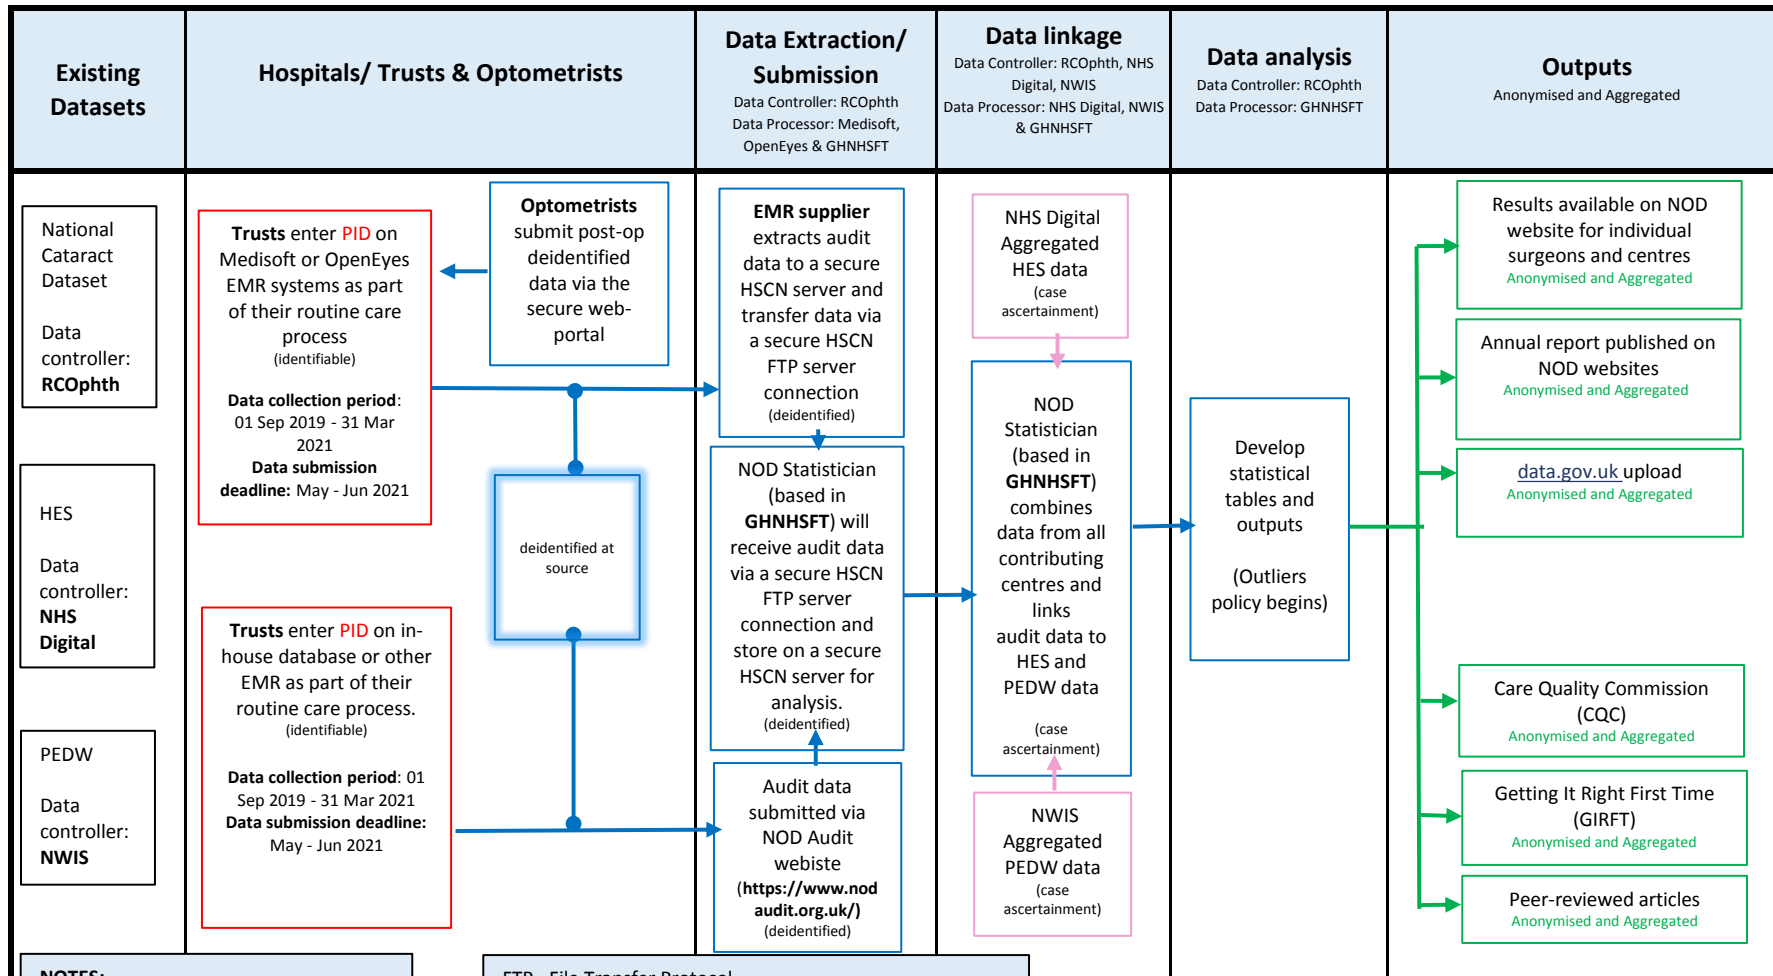 Existing
Datasets
Hospitals/ Trusts & Optometrists
Data Extraction/
Submission
Data Controller: RCOphth
Data Processor: Medisoft,
OpenEyes & GHNHSFT
Data linkage
Data Controller: RCOphth, NHS
Digital, NWIS
Data Processor: NHS Digital, NWIS
& GHNHSFT
Data analysis
Data Controller: RCOphth
Data Processor: GHNHSFT
Outputs
Anonymised and Aggregated
National
Cataract
Dataset
Data
controller:
RCOphth
HES
Data
controller:
NHS
Digital
PEDW
Data
controller:
NWIS
Trusts enter PID on
Medisoft or OpenEyes
EMR systems as part
of their routine care
process
(identifiable)
Data collection period:
01 Sep 2019 - 31 Mar
2021
Data submission
deadline: May - Jun 2021
Optometrists
submit post-op
deidentified
data via the
secure web-
portal
deidentified at
source
Trusts enter PID on in-
house database or other
EMR as part of their
routine care process.
(identifiable)
Data collection period: 01
Sep 2019 - 31 Mar 2021
Data submission deadline:
May - Jun 2021
EMR supplier
extracts audit
data to a secure
HSCN server and
transfer data via
a secure HSCN
FTP server
connection
(deidentified)
NOD Statistician
(based in
GHNHSFT) will
receive audit data
via a secure HSCN
FTP server
connection and
store on a secure
HSCN server for
analysis.
(deidentified)
Audit data
submitted via
NOD Audit
webiste
(https://www.nod
audit.org.uk/)
(deidentified)
NHS Digital
Aggregated
HES data
(case
ascertainment)
NOD
Statistician
(based in
GHNHSFT)
combines
data from all
contributing
centres and
links
audit data to
HES and
PEDW data
(case
ascertainment)
NWIS
Aggregated
PEDW data
(case
ascertainment)
Develop
statistical
tables and
outputs
(Outliers
policy begins)
Results available on NOD
website for individual
surgeons and centres
Anonymised and Aggregated
Annual report published on
NOD websites
Anonymised and Aggregated
data.gov.uk upload
Anonymised and Aggregated
Care Quality Commission
(CQC)
Anonymised and Aggregated
Getting It Right First Time
(GIRFT)
Anonymised and Aggregated
Peer-reviewed articles
Anonymised and Aggregated
NOTES:
FTP - File Transfer Protocol